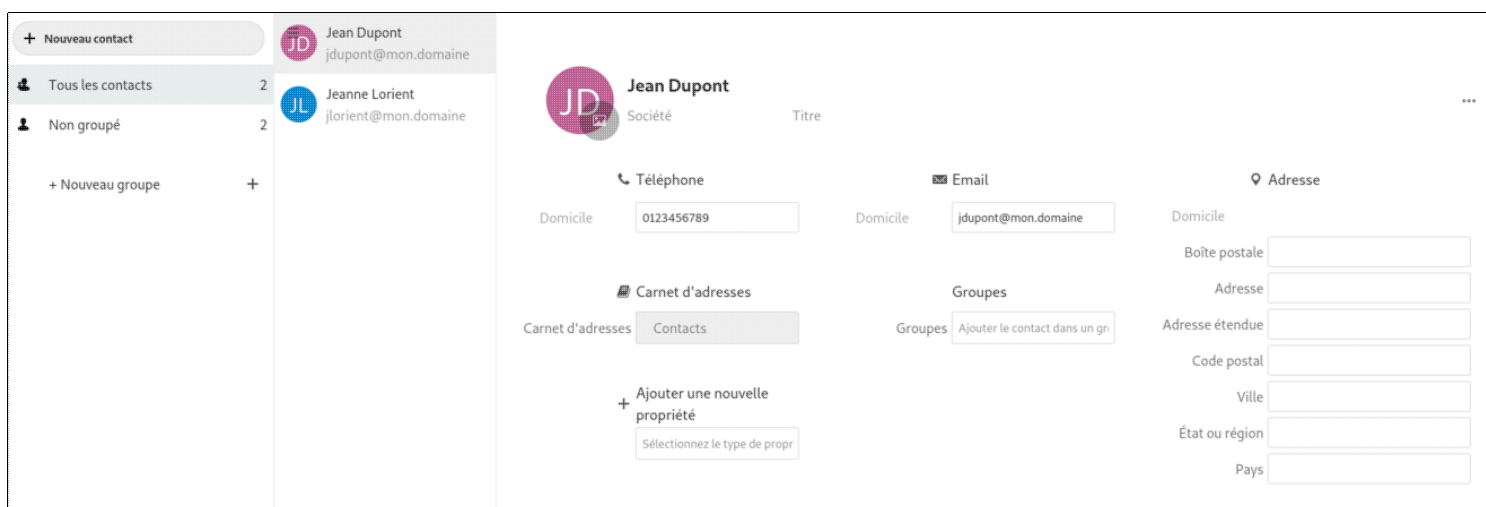 + Nouveau contact
Tous les contacts 2
Non groupé 2
+ Nouveau groupe +
JD
Jean Dupont
jdupont@mon.domaine
JL
Jeanne Lorient
jlorient@mon.domaine
JD
Jean Dupont
Société Titre
...
Téléphone
Domicile 0123456789
Email
Domicile jdupont@mon.domaine
Adresse
Domicile
Boîte postale
Adresse
Adresse étendue
Code postal
Ville
État ou région
Pays
Carnet d'adresses
Carnet d'adresses Contacts
Groupes
Groupes Ajouter le contact dans un gr
+ Ajouter une nouvelle
propriété
Sélectionnez le type de propr